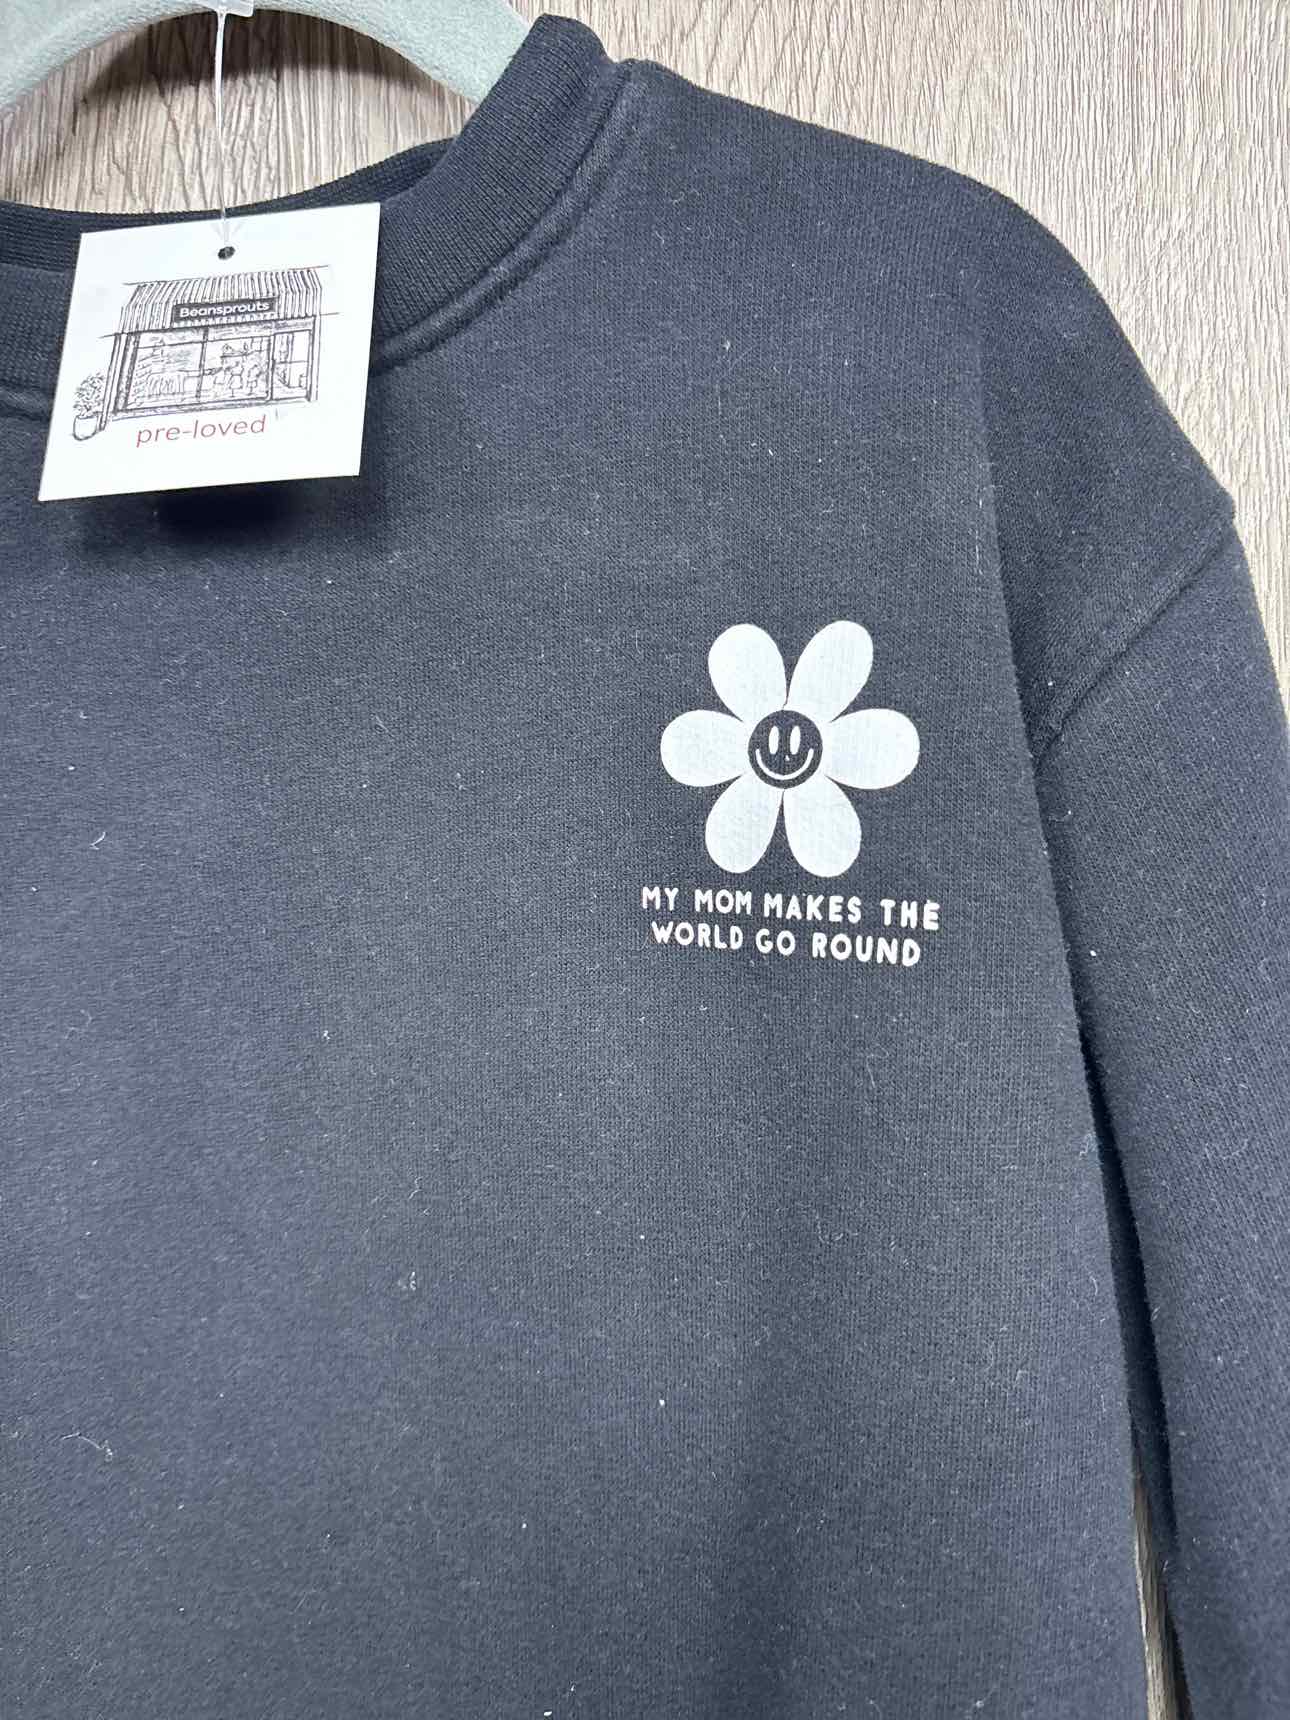 Beansprouts
pre-loved
MY MOM MAKES THE
WORLD GO ROUND